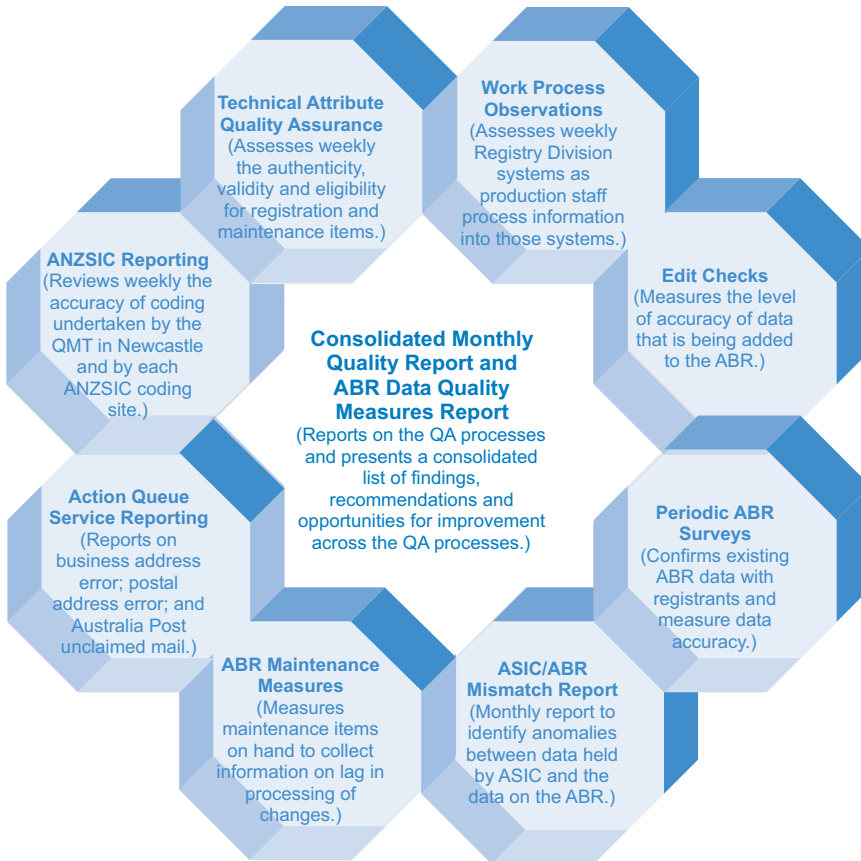 Technical Attribute
Quality Assurance
(Assesses weekly
the authenticity,
validity and eligibility
for registration and
maintenance items.)
Work Process
Observations
(Assesses weekly
Registry Division
systems as
production staff
process information
into those systems.)
ANZSIC Reporting
(Reviews weekly the
accuracy of coding
undertaken by the
QMT in Newcastle
and by each
ANZSIC coding
site.)
Edit Checks
(Measures the level
of accuracy of data
that is being added
to the ABR.)
Consolidated Monthly
Quality Report and
ABR Data Quality
Measures Report
(Reports on the QA processes
and presents a consolidated
list of findings,
recommendations and
opportunities for improvement
across the QA processes.)
Action Queue
Service Reporting
(Reports on
business address
error; postal
address error; and
Australia Post
unclaimed mail.)
Periodic ABR
Surveys
(Confirms existing
ABR data with
registrants and
measure data
accuracy.)
ABR Maintenance
Measures
(Measures
maintenance items
on hand to collect
information on lag in
processing of
changes.)
ASIC/ABR
Mismatch Report
(Monthly report to
identify anomalies
between data held
by ASIC and the
data on the ABR.)